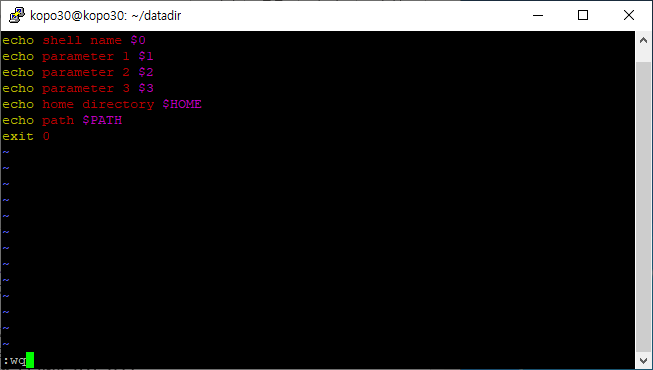 kopo30@kopo30: ~/datadir
echo shell name $0
echo parameter 1 $1
echo parameter 2 $2
echo parameter 3 $3
echo home directory $HOME
echo path $PATH
exit 0
~
~
~
~
~
~
~
~
~
~
~
~
~
:wq